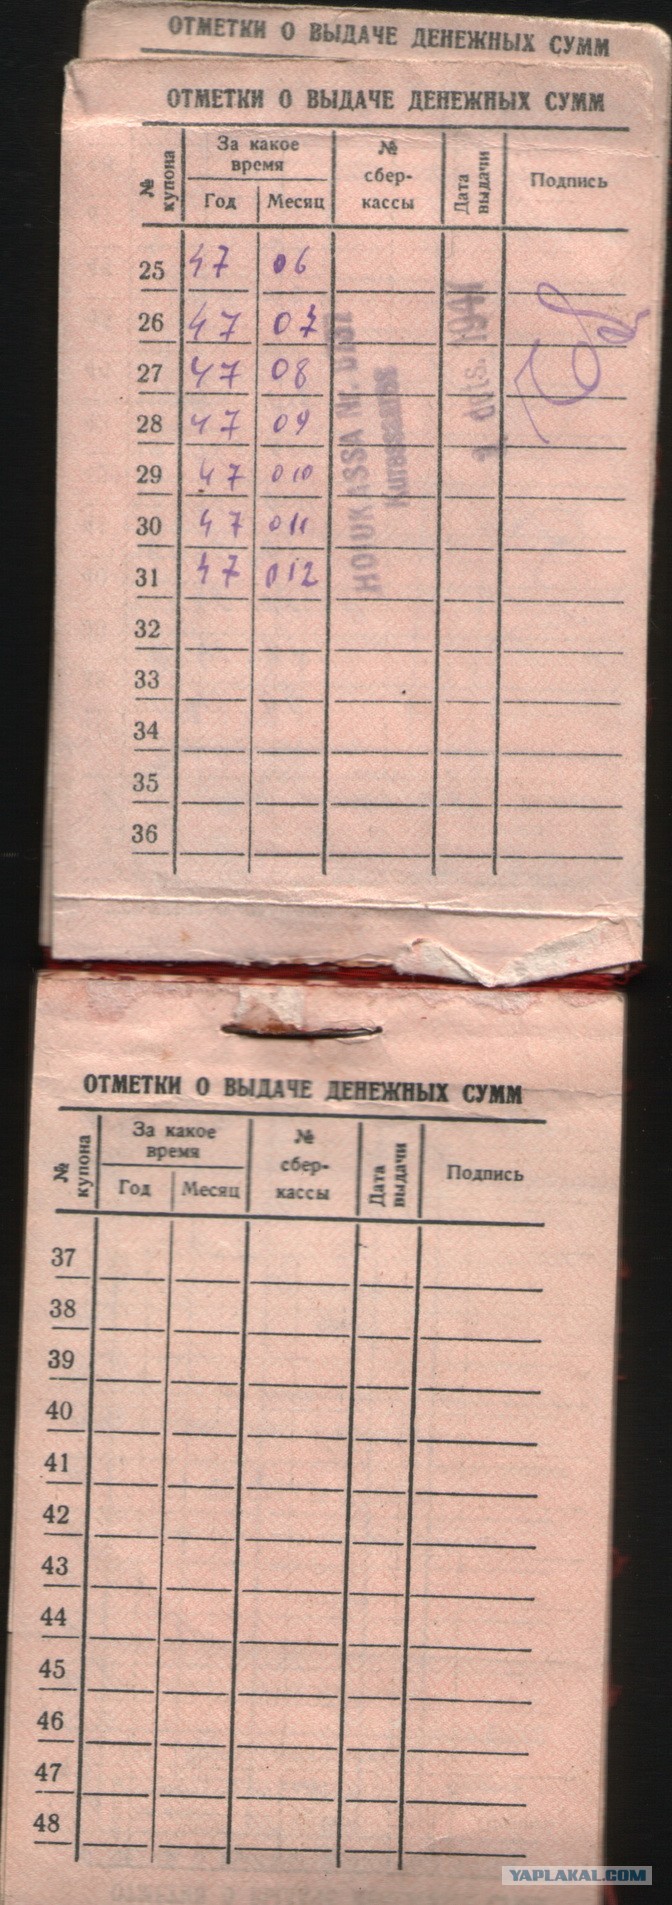 ОТМЕТКИ О ВЫДАЧЕ ДЕНЕЖНЫХ СУММ
ОТМЕТКИ О ВЫДАЧЕ ДЕНЕЖНЫХ СУММ
№ купона
За какое время
Год
Месяц
№ сбер-
кассы
Дата выдачи
Подпись
25 47 06
26 47 07
27 47 08
28 47 09
29 47 010
30 47 011
31 47 012
32
33
34
35
36
HOIUKASSA Nr.
Kuressaares
ОТМЕТКИ О ВЫДАЧЕ ДЕНЕЖНЫХ СУММ
№ купона
За какое время
Год
Месяц
№ сбер-
кассы
Дата выдачи
Подпись
37
38
39
40
41
42
43
44
45
46
47
48
YAPLAKAL.COM